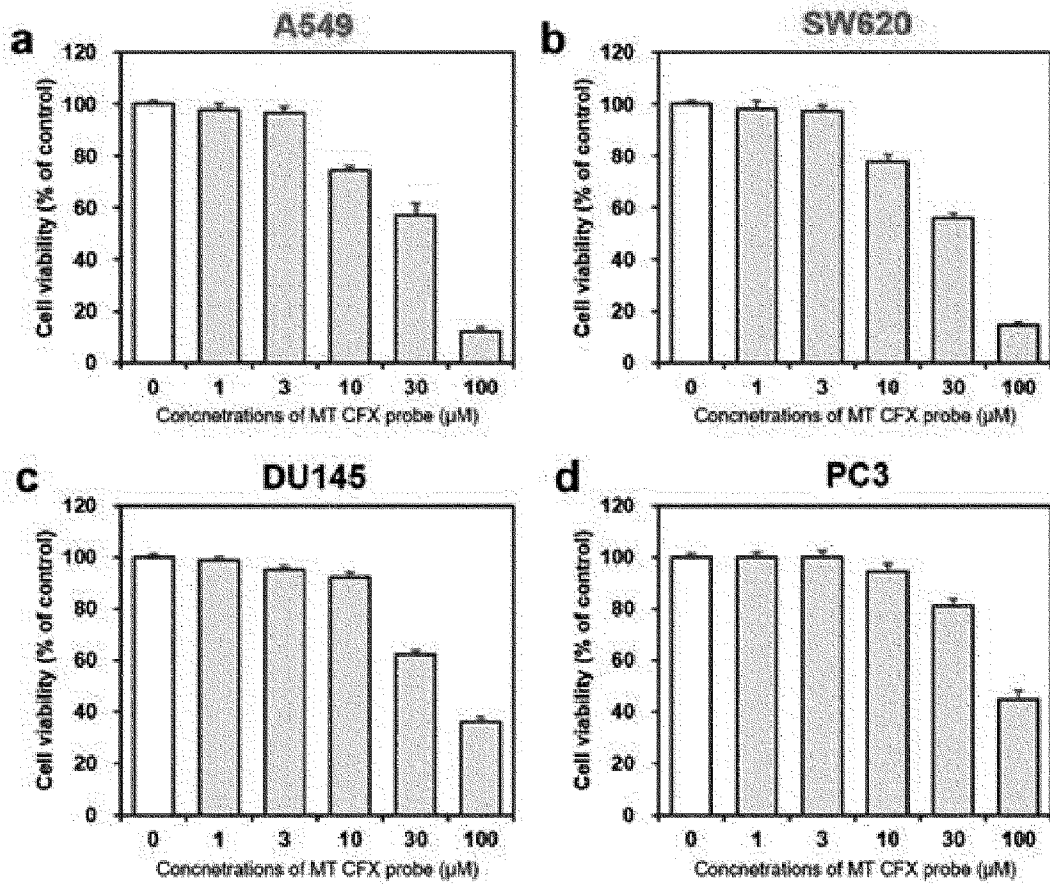 a
A549
Cell viability (% of control)
120
100
80
60
40
20
0
0 1 3 10 30 100
Concnetrations of MT CFX probe (µM)
b
SW620
Cell viability (% of control)
120
100
80
60
40
20
0
0 1 3 10 30 100
Concnetrations of MT CFX probe (µM)
c
DU145
Cell viability (% of control)
120
100
80
60
40
20
0
0 1 3 10 30 100
Concnetrations of MT CFX probe (µM)
d
PC3
Cell viability (% of control)
120
100
80
60
40
20
0
0 1 3 10 30 100
Concnetrations of MT CFX probe (µM)